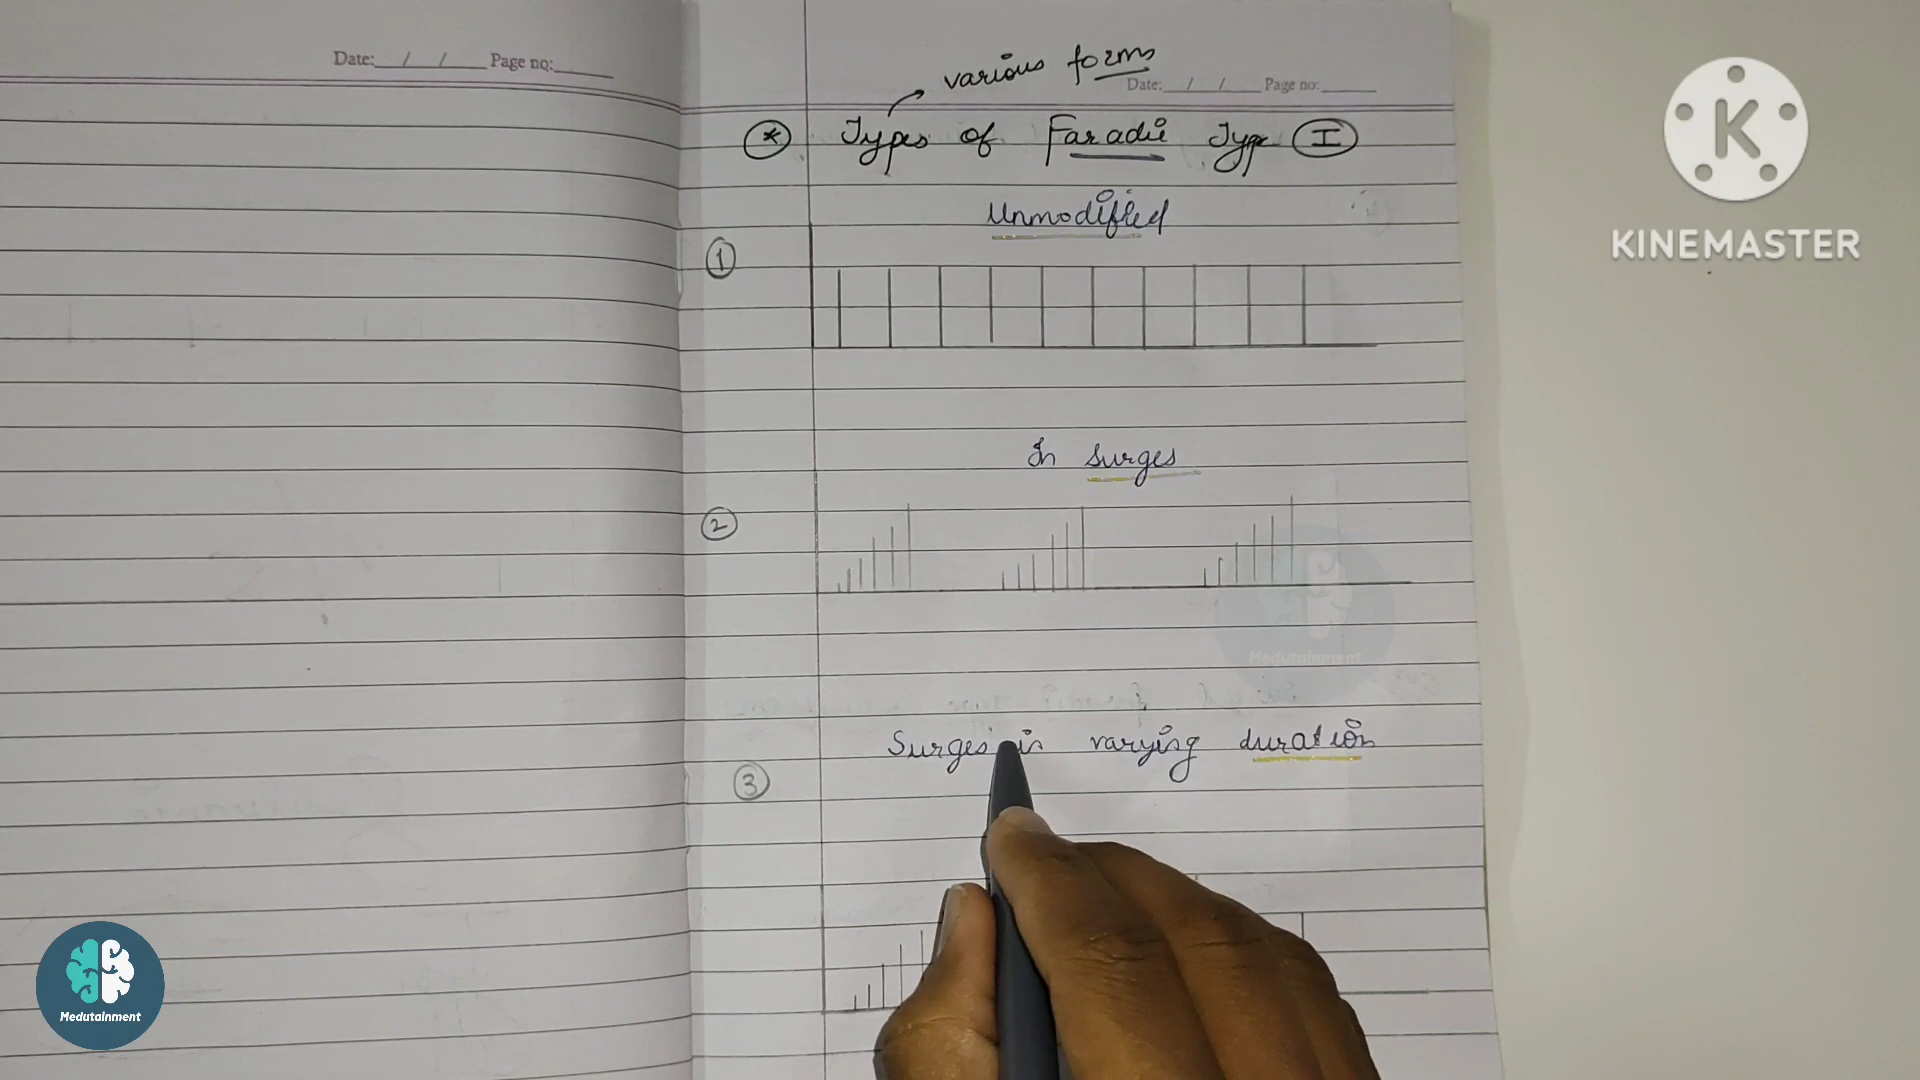 Date: / / Page no:
various forms
Date: / / Page no:
* Types of Faradic Type I
Unmodified
1
In Surges
2
Medutainment
Surges in varying duration
3
K
KINEMASTER
Medutainment